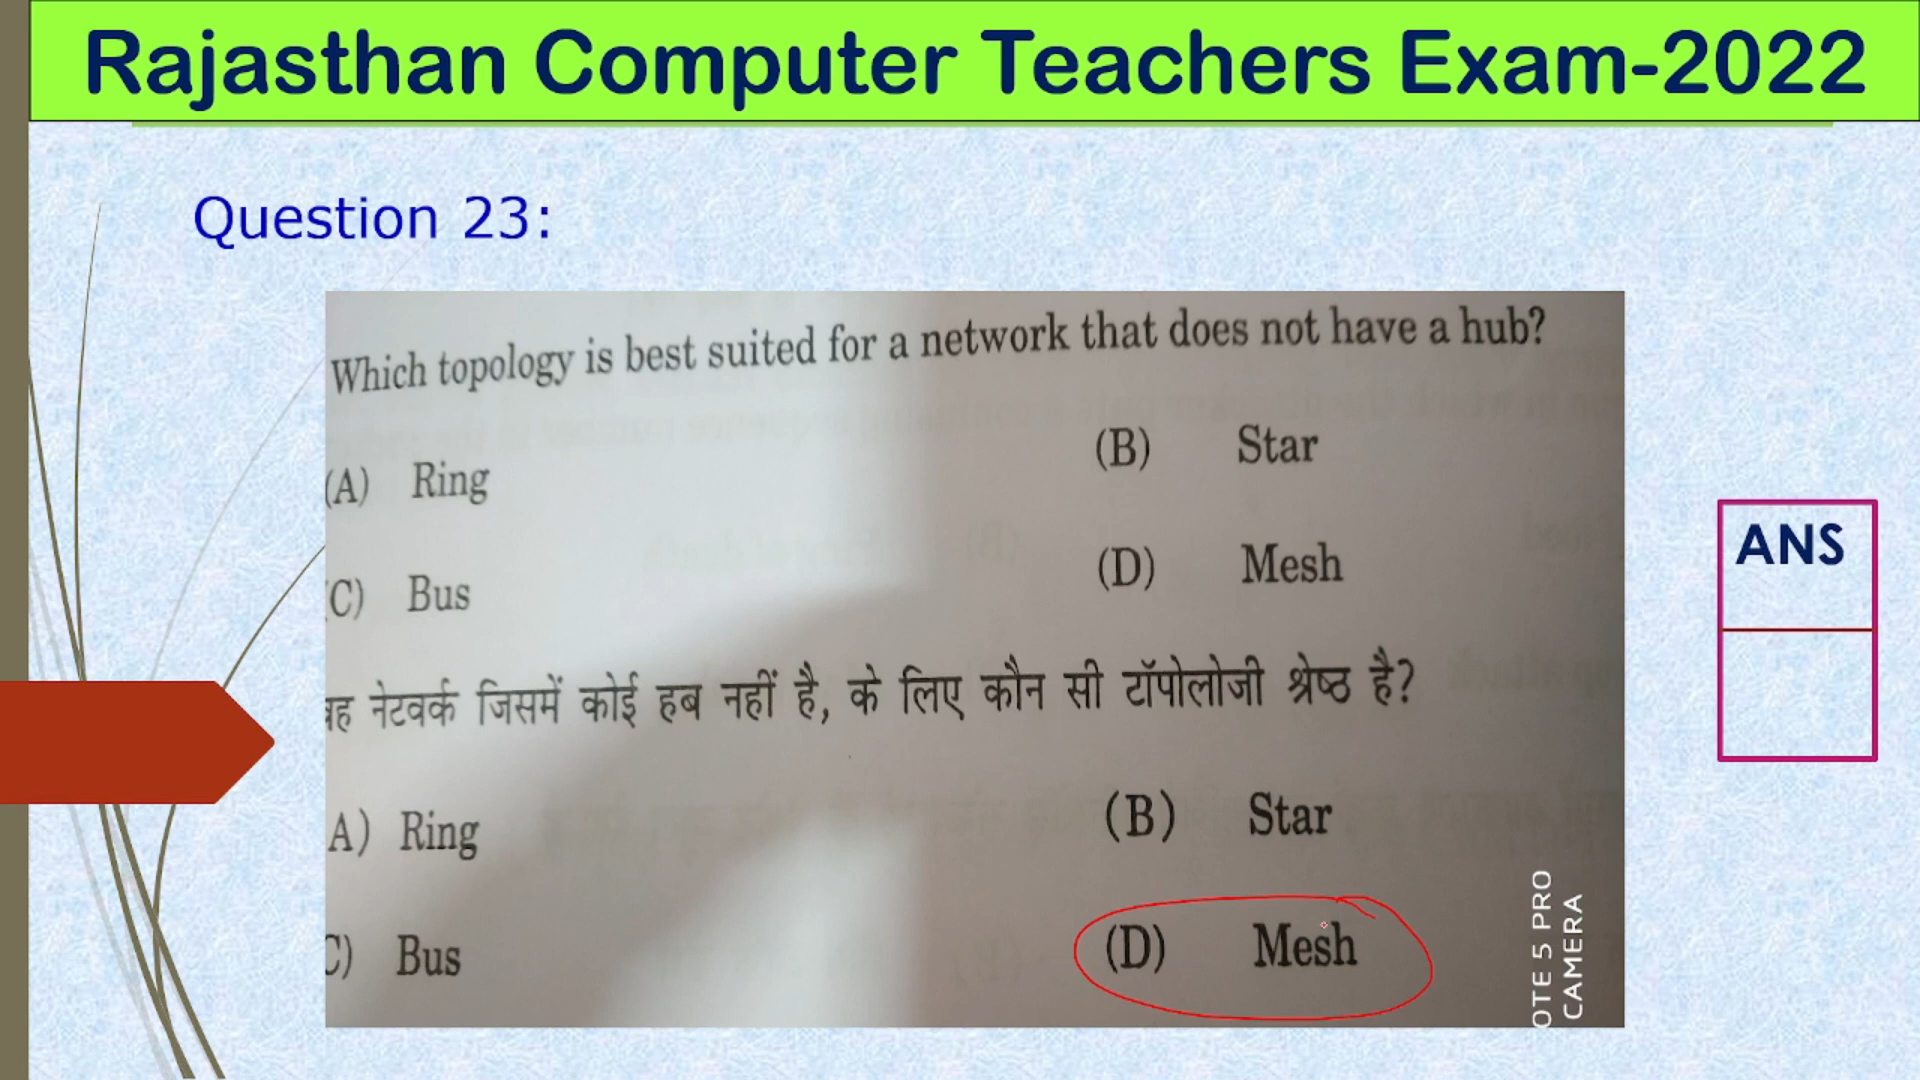 Rajasthan Computer Teachers Exam-2022
Question 23:
Which topology is best suited for a network that does not have a hub?
(A) Ring (B) Star
C) Bus (D) Mesh
ANS
नेटवर्क जिसमें कोई हब नहीं है, के लिए कौन सी टॉपोलोजी श्रेष्ठ है?
A) Ring (B) Star
C) Bus (D) Mesh
OTE 5 PRO
CAMERA